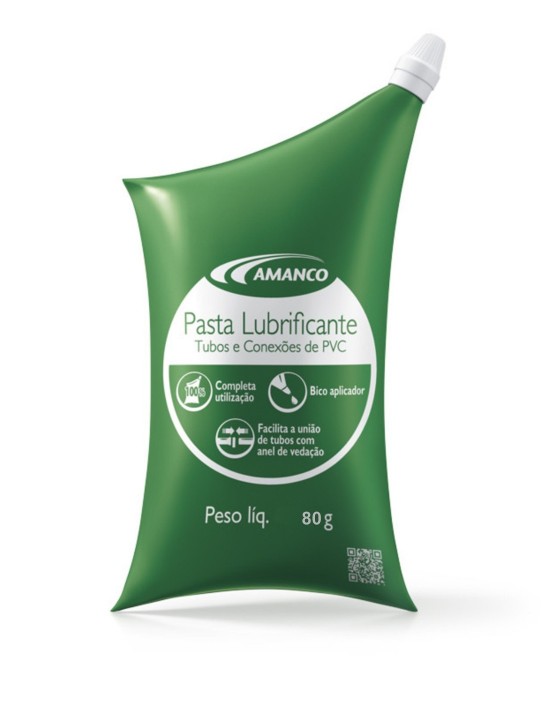 AMANCO
Pasta Lubrificante
Tubos e Conexões de PVC
100%
Completa
utilização
Bico aplicador
Facilita a união
de tubos com
anel de vedação
Peso líq. 80 g